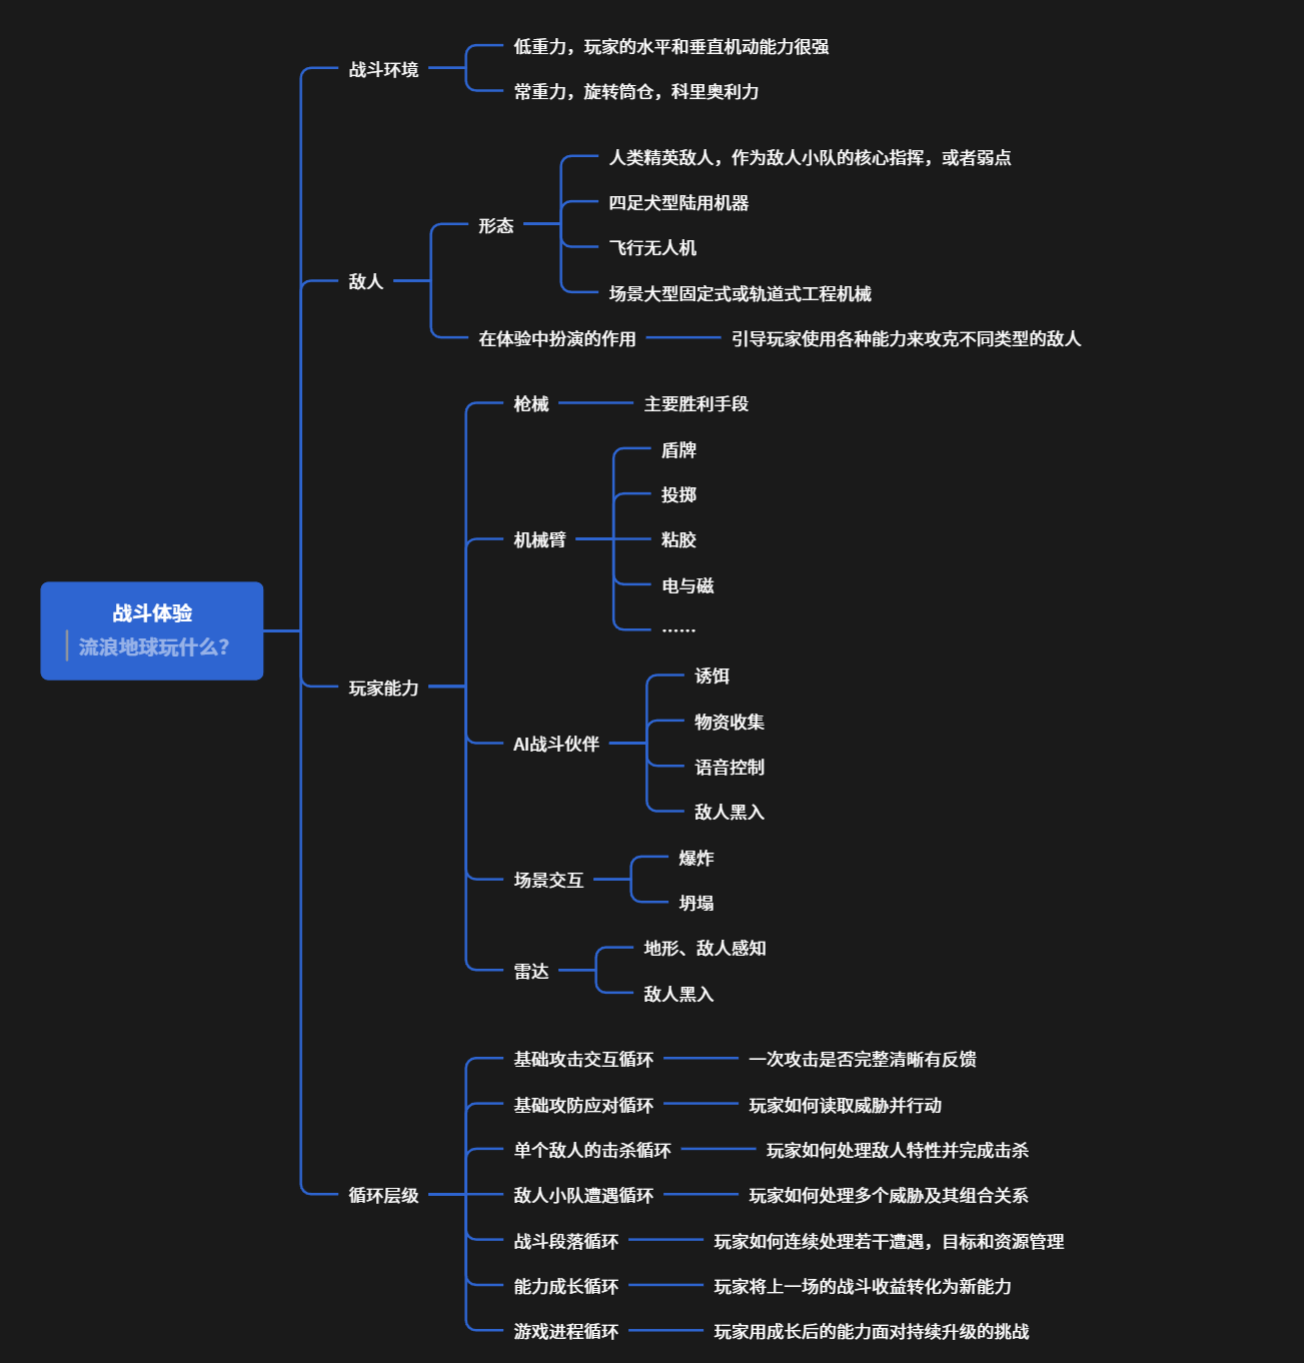 战斗体验
流浪地球玩什么？
战斗环境
低重力，玩家的水平和垂直机动能力很强
常重力，旋转筒仓，科里奥利力
敌人
形态
人类精英敌人，作为敌人小队的核心指挥，或者弱点
四足犬型陆用机器
飞行无人机
场景大型固定式或轨道式工程机械
在体验中扮演的作用
引导玩家使用各种能力来攻克不同类型的敌人
玩家能力
枪械
主要胜利手段
机械臂
盾牌
投掷
粘胶
电与磁
……
AI战斗伙伴
诱饵
物资收集
语音控制
敌人黑入
场景交互
爆炸
坍塌
雷达
地形、敌人感知
敌人黑入
循环层级
基础攻击交互循环
一次攻击是否完整清晰有反馈
基础攻防应对循环
玩家如何读取威胁并行动
单个敌人的击杀循环
玩家如何处理敌人特性并完成击杀
敌人小队遭遇循环
玩家如何处理多个威胁及其组合关系
战斗段落循环
玩家如何连续处理若干遭遇，目标和资源管理
能力成长循环
玩家将上一场的战斗收益转化为新能力
游戏进程循环
玩家用成长后的能力面对持续升级的挑战